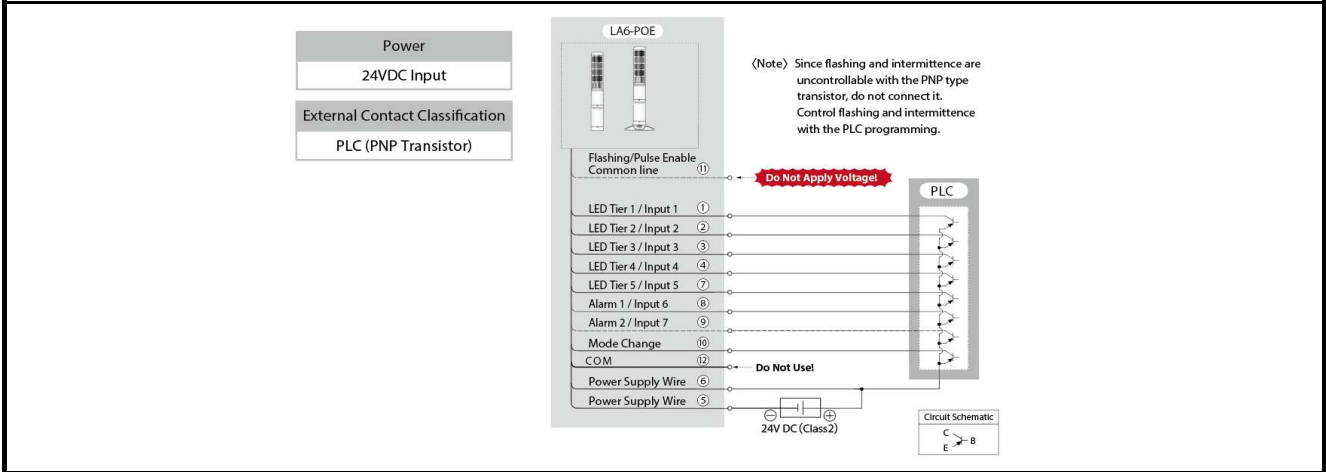 Power
24VDC Input
External Contact Classification
PLC (PNP Transistor)
LA6-POE
〈Note〉 Since flashing and intermittence are
uncontrollable with the PNP type
transistor, do not connect it.
Control flashing and intermittence
with the PLC programming.
Flashing/Pulse Enable
Common line ⑪
Do Not Apply Voltage!
PLC
LED Tier 1 / Input 1 ①
LED Tier 2 / Input 2 ②
LED Tier 3 / Input 3 ③
LED Tier 4 / Input 4 ④
LED Tier 5 / Input 5 ⑦
Alarm 1 / Input 6 ⑧
Alarm 2 / Input 7 ⑨
Mode Change ⑩
COM ⑫
Do Not Use!
Power Supply Wire ⑥
Power Supply Wire ⑤
24V DC (Class2)
Circuit Schematic
C
B
E